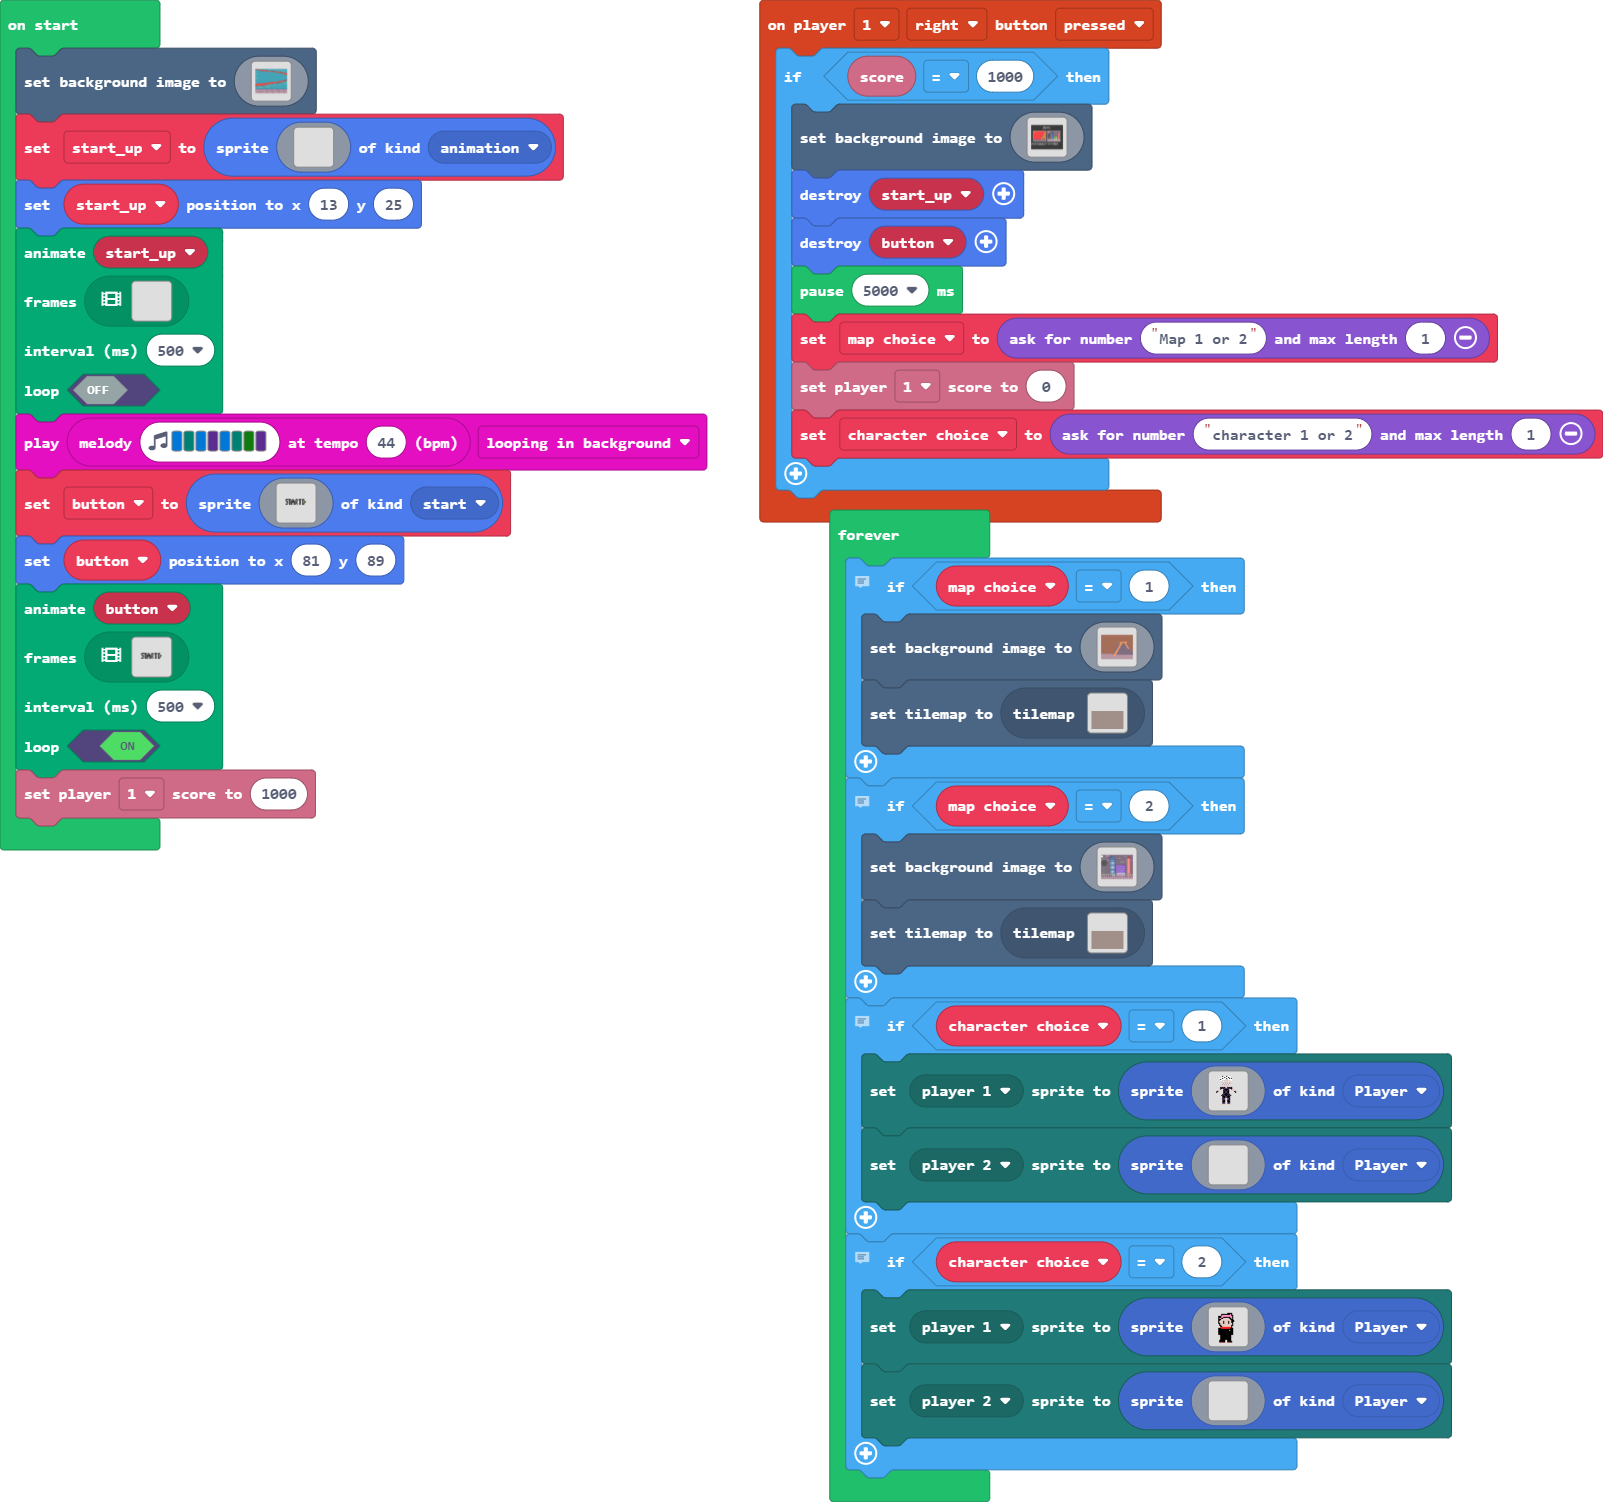 on start
set background image to
set start_up to sprite of kind animation
set start_up position to x 13 y 25
animate start_up
frames
interval (ms) 500
loop OFF
play melody at tempo 44 (bpm) looping in background
set button to sprite START of kind start
set button position to x 81 y 89
animate button
frames START
interval (ms) 500
loop ON
set player 1 score to 1000
on player 1 right button pressed
if score = 1000 then
set background image to
destroy start_up
destroy button
pause 5000 ms
set map choice to ask for number "Map 1 or 2" and max length 1
set player 1 score to 0
set character choice to ask for number "character 1 or 2" and max length 1
forever
if map choice = 1 then
set background image to
set tilemap to tilemap
if map choice = 2 then
set background image to
set tilemap to tilemap
if character choice = 1 then
set player 1 sprite to sprite of kind Player
set player 2 sprite to sprite of kind Player
if character choice = 2 then
set player 1 sprite to sprite of kind Player
set player 2 sprite to sprite of kind Player